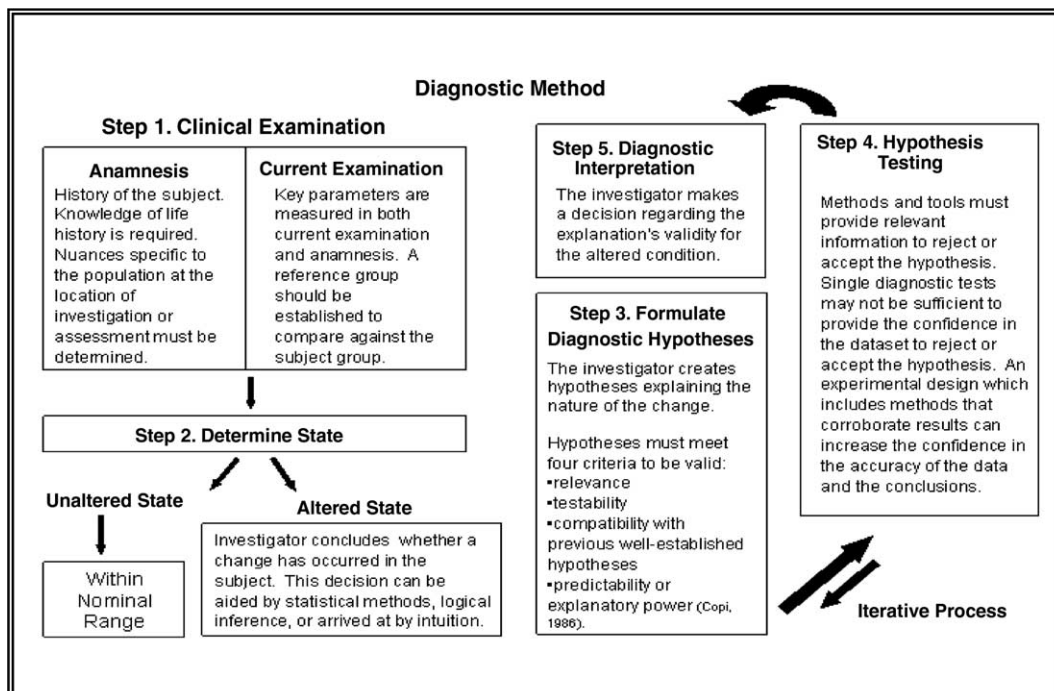 Diagnostic Method
Step 1. Clinical Examination
Anamnesis
History of the subject.
Knowledge of life
history is required.
Nuances specific to
the population at the
location of
investigation or
assessment must be
determined.
Current Examination
Key parameters are
measured in both
current examination
and anamnesis. A
reference group
should be
established to
compare against the
subject group.
Step 2. Determine State
Unaltered State
Within
Nominal
Range
Altered State
Investigator concludes whether a
change has occurred in the
subject. This decision can be
aided by statistical methods, logical
inference, or arrived at by intuition.
Step 3. Formulate
Diagnostic Hypotheses
The investigator creates
hypotheses explaining the
nature of the change.
Hypotheses must meet
four criteria to be valid:
▪relevance
▪testability
▪compatibility with
previous well-established
hypotheses
▪predictability or
explanatory power (Copi,
1986).
Step 4. Hypothesis
Testing
Methods and tools must
provide relevant
information to reject or
accept the hypothesis.
Single diagnostic tests
may not be sufficient to
provide the confidence in
the dataset to reject or
accept the hypothesis. An
experimental design which
includes methods that
corroborate results can
increase the confidence in
the accuracy of the data
and the conclusions.
Iterative Process
Step 5. Diagnostic
Interpretation
The investigator makes
a decision regarding the
explanation's validity for
the altered condition.